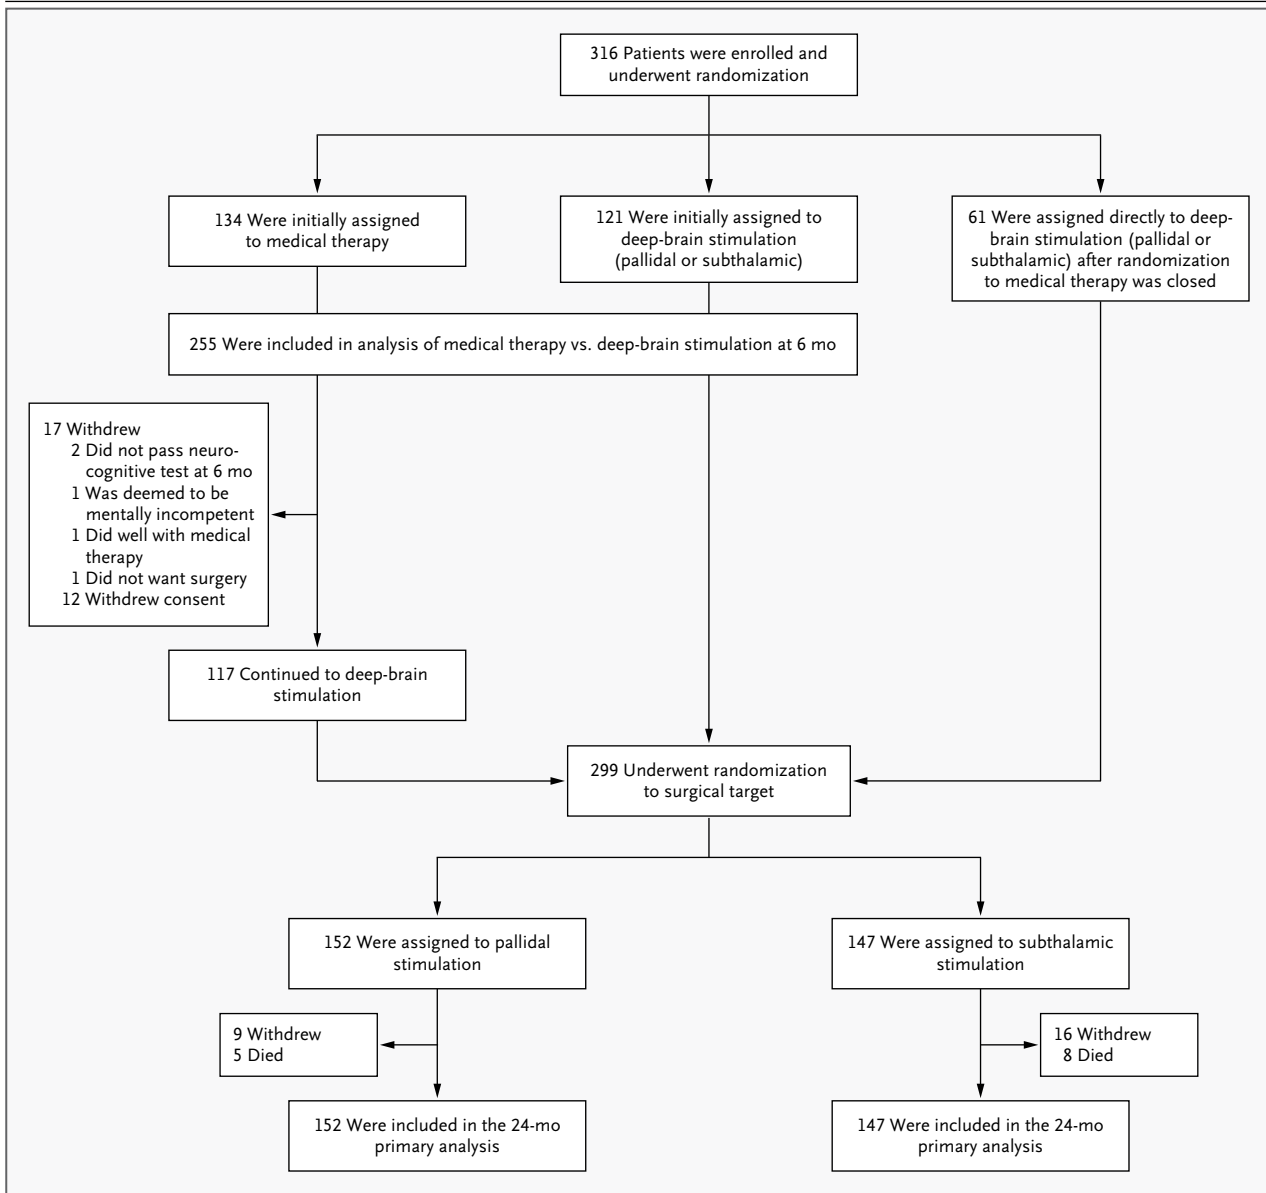 316 Patients were enrolled and
underwent randomization
134 Were initially assigned
to medical therapy
121 Were initially assigned to
deep-brain stimulation
(pallidal or subthalamic)
61 Were assigned directly to deep-
brain stimulation (pallidal or
subthalamic) after randomization
to medical therapy was closed
255 Were included in analysis of medical therapy vs. deep-brain stimulation at 6 mo
17 Withdrew
2 Did not pass neuro-
cognitive test at 6 mo
1 Was deemed to be
mentally incompetent
1 Did well with medical
therapy
1 Did not want surgery
12 Withdrew consent
117 Continued to deep-brain
stimulation
299 Underwent randomization
to surgical target
152 Were assigned to pallidal
stimulation
147 Were assigned to subthalamic
stimulation
9 Withdrew
5 Died
16 Withdrew
8 Died
152 Were included in the 24-mo
primary analysis
147 Were included in the 24-mo
primary analysis